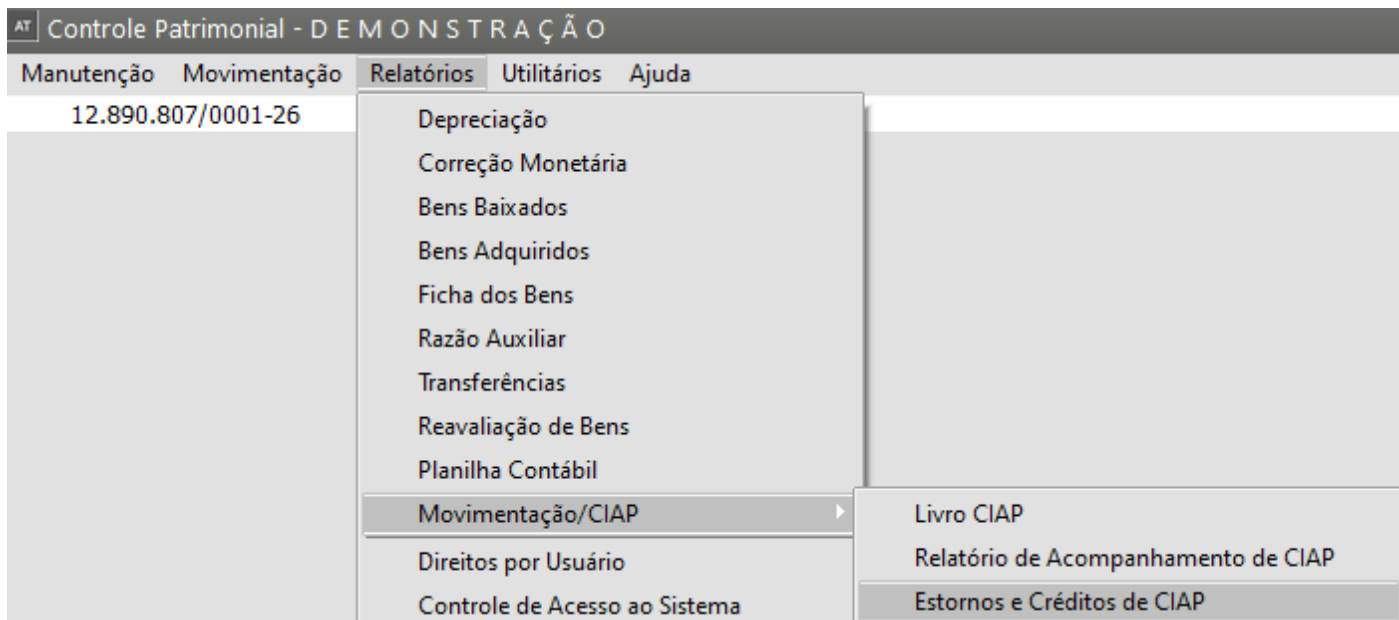 AT Controle Patrimonial - D E M O N S T R A Ç Ã O
Manutenção Movimentação Relatórios Utilitários Ajuda
12.890.807/0001-26
Depreciação
Correção Monetária
Bens Baixados
Bens Adquiridos
Ficha dos Bens
Razão Auxiliar
Transferências
Reavaliação de Bens
Planilha Contábil
Movimentação/CIAP
Direitos por Usuário
Controle de Acesso ao Sistema
Livro CIAP
Relatório de Acompanhamento de CIAP
Estornos e Créditos de CIAP